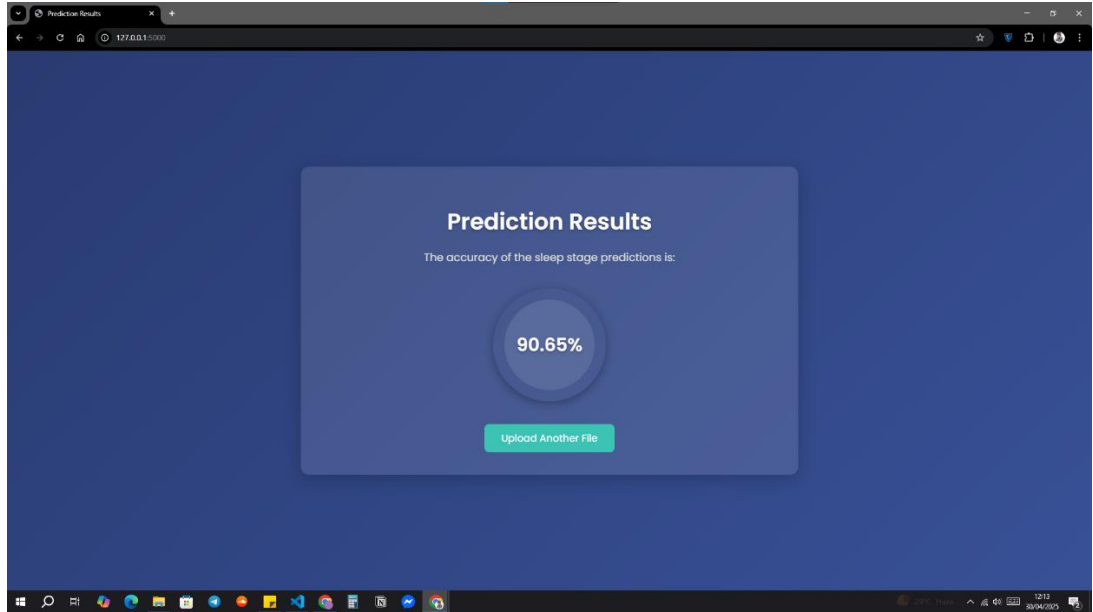 Prediction Results
127.0.0.1:5000
Prediction Results
The accuracy of the sleep stage predictions is:
90.65%
Upload Another File
12:13
30/04/2025